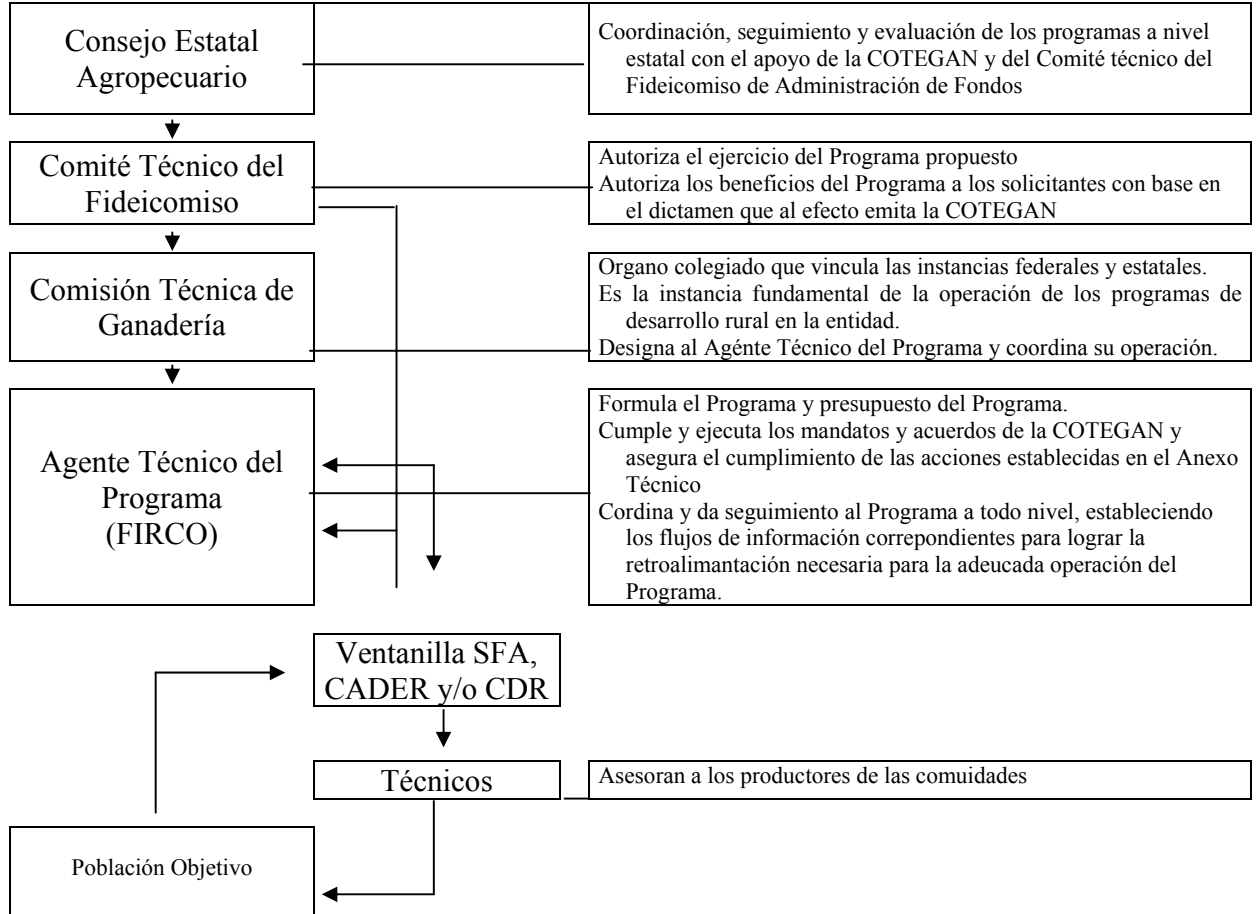 Consejo Estatal
Agropecuario
Coordinación, seguimiento y evaluación de los programas a nivel
estatal con el apoyo de la COTEGAN y del Comité técnico del
Fideicomiso de Administración de Fondos
Comité Técnico del
Fideicomiso
Autoriza el ejercicio del Programa propuesto
Autoriza los beneficios del Programa a los solicitantes con base en
el dictamen que al efecto emita la COTEGAN
Comisión Técnica de
Ganadería
Organo colegiado que vincula las instancias federales y estatales.
Es la instancia fundamental de la operación de los programas de
desarrollo rural en la entidad.
Designa al Agénte Técnico del Programa y coordina su operación.
Agente Técnico del
Programa
(FIRCO)
Formula el Programa y presupuesto del Programa.
Cumple y ejecuta los mandatos y acuerdos de la COTEGAN y
asegura el cumplimiento de las acciones establecidas en el Anexo
Técnico
Cordina y da seguimiento al Programa a todo nivel, estableciendo
los flujos de información correpondientes para lograr la
retroalimantación necesaria para la adeucada operación del
Programa.
Ventanilla SFA,
CADER y/o CDR
Técnicos
Asesoran a los productores de las comuidades
Población Objetivo